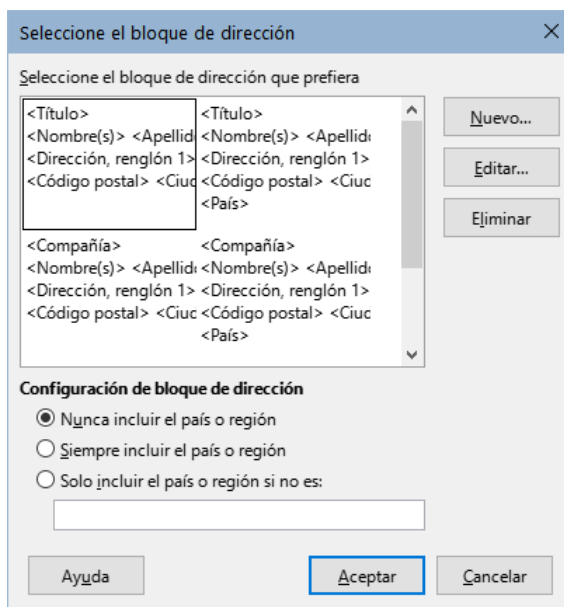 Seleccione el bloque de dirección
Seleccione el bloque de dirección que prefiera
<Título>
<Nombre(s)> <Apellid
<Dirección, renglón 1>
<Código postal> <Ciud
<Título>
<Nombre(s)> <Apellid
<Dirección, renglón 1>
<Código postal> <Ciuc
<País>
<Compañía>
<Nombre(s)> <Apellid
<Dirección, renglón 1>
<Código postal> <Ciuc
<Compañía>
<Nombre(s)> <Apellid
<Dirección, renglón 1>
<Código postal> <Ciuc
<País>
Nuevo...
Editar...
Eliminar
Configuración de bloque de dirección
Nunca incluir el país o región
Siempre incluir el país o región
Solo incluir el país o región si no es:
Ayuda
Aceptar
Cancelar